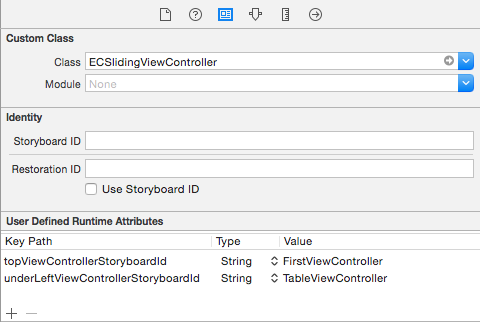 Custom Class
Class ECSlidingViewController
Module None
Identity
Storyboard ID
Restoration ID
Use Storyboard ID
User Defined Runtime Attributes
Key Path Type Value
topViewControllerStoryboardId String FirstViewController
underLeftViewControllerStoryboardId String TableViewController